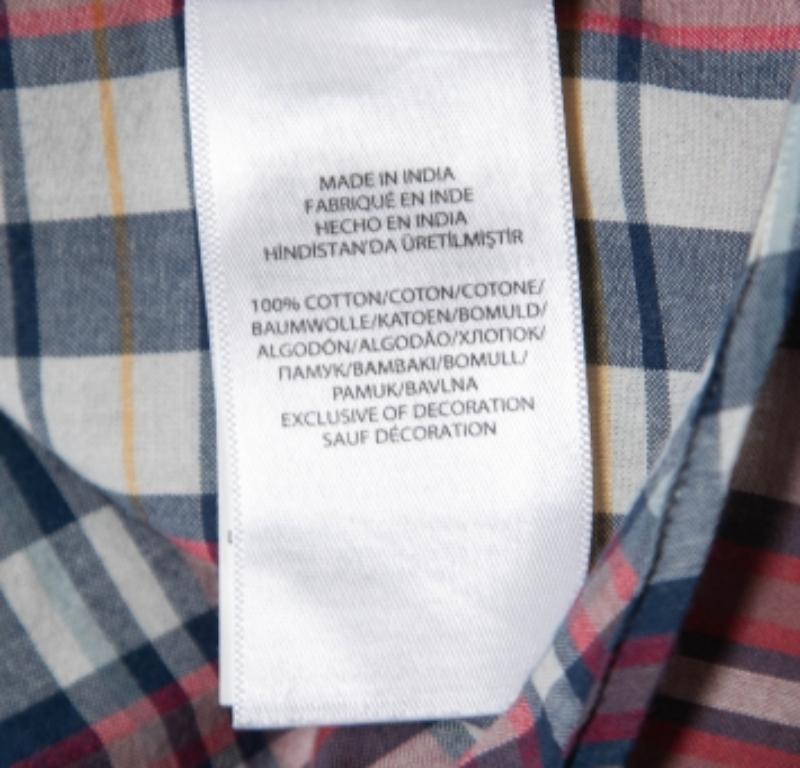 MADE IN INDIA
FABRIQUÉ EN INDE
HECHO EN INDIA
HİNDİSTAN'DA ÜRETİLMİŞTİR
100% COTTON/COTON/COTONE/
BAUMWOLLE/KATOEN/BOMULD/
ALGODÓN/ALGODÃO/ХЛОПОК/
ПАМУК/BAMBAKI/BOMULL/
PAMUK/BAVLNA
EXCLUSIVE OF DECORATION
SAUF DÉCORATION